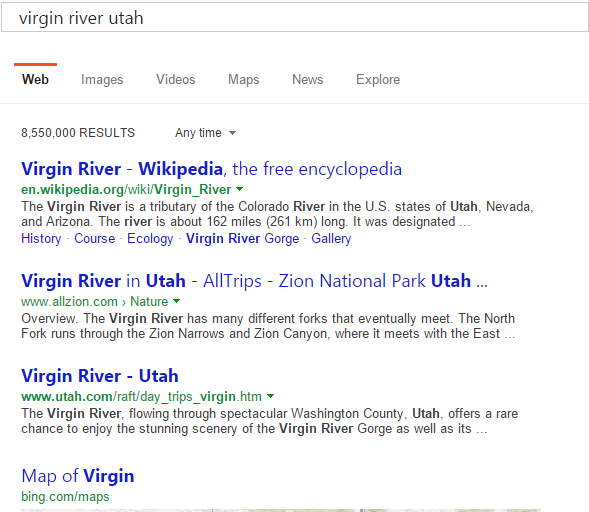 virgin river utah
Web Images Videos Maps News Explore
8,550,000 RESULTS Any time
Virgin River - Wikipedia, the free encyclopedia
en.wikipedia.org/wiki/Virgin_River
The Virgin River is a tributary of the Colorado River in the U.S. states of Utah, Nevada,
and Arizona. The river is about 162 miles (261 km) long. It was designated ...
History · Course · Ecology · Virgin River Gorge · Gallery
Virgin River in Utah - AllTrips - Zion National Park Utah ...
www.allzion.com › Nature
Overview. The Virgin River has many different forks that eventually meet. The North
Fork runs through the Zion Narrows and Zion Canyon, where it meets with the East ...
Virgin River - Utah
www.utah.com/raft/day_trips_virgin.htm
The Virgin River, flowing through spectacular Washington County, Utah, offers a rare
chance to enjoy the stunning scenery of the Virgin River Gorge as well as its ...
Map of Virgin
bing.com/maps